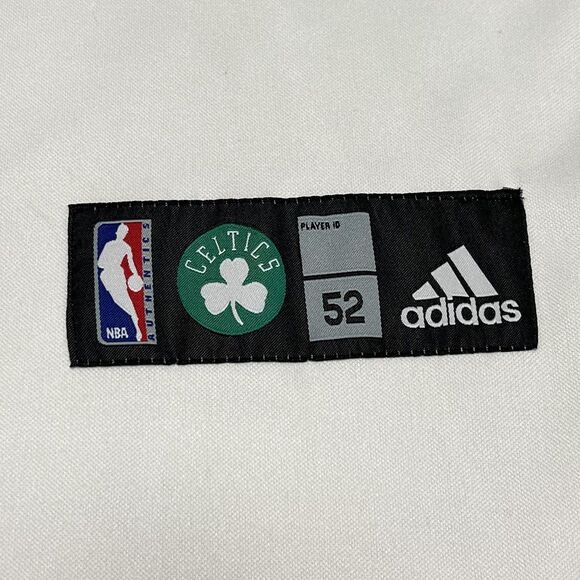 NBA
AUTHENTICS
CELTICS
PLAYER ID
52
adidas